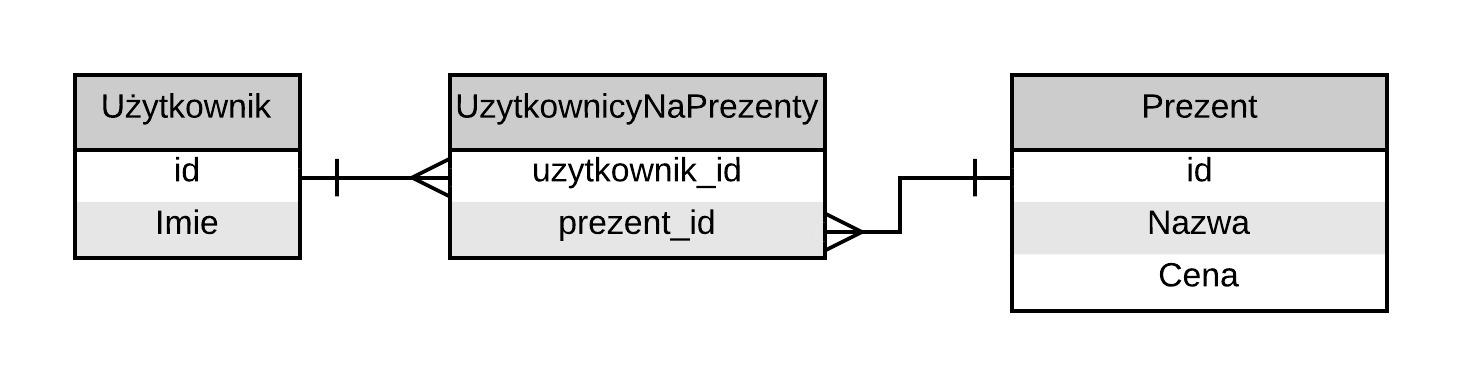 Użytkownik
id
Imie
UzytkownicyNaPrezenty
uzytkownik_id
prezent_id
Prezent
id
Nazwa
Cena